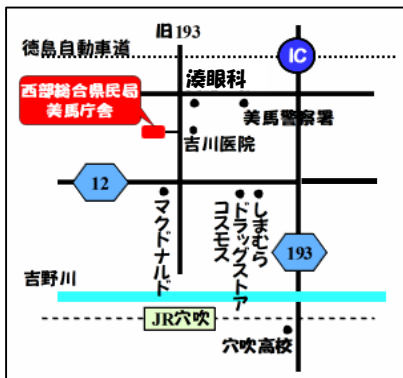 旧193
徳島自動車道
IC
湊眼科
西部総合県民局
美馬庁舎
美馬警察署
吉川医院
12
マクドナルド
コスモス
ドラッグストア
しまむら
193
吉野川
JR穴吹
穴吹高校